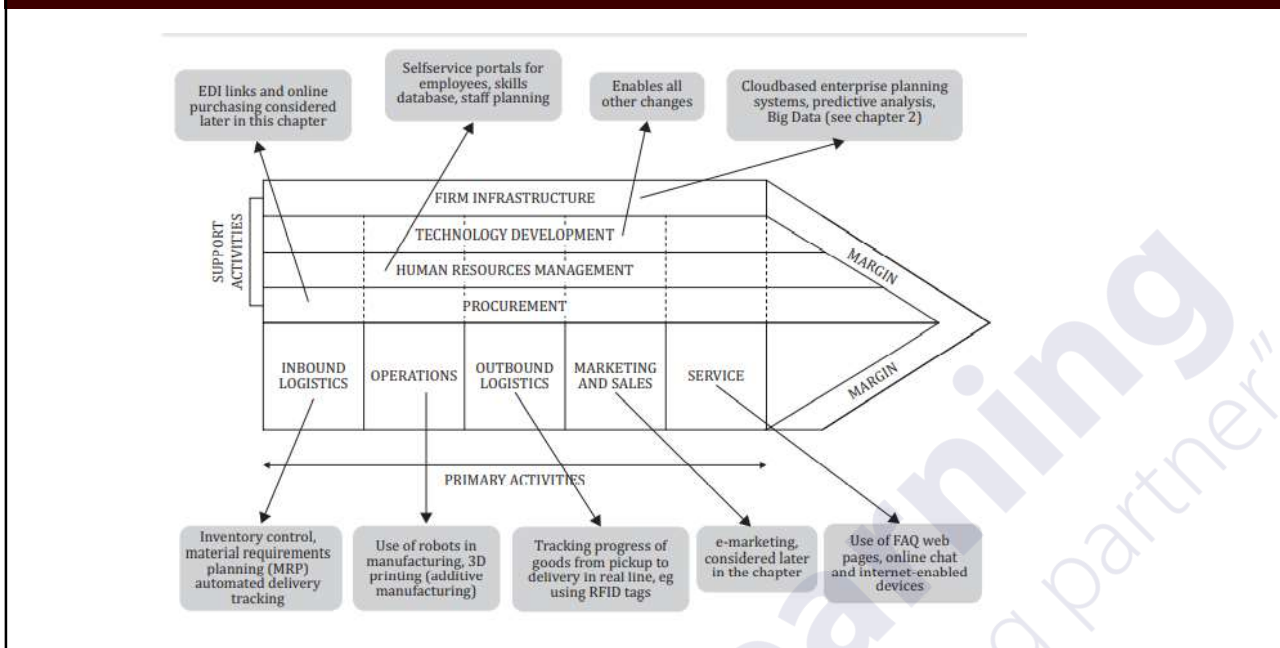 EDI links and online
purchasing considered
later in this chapter
Selfservice portals for
employees, skills
database, staff planning
Enables all
other changes
Cloudbased enterprise planning
systems, predictive analysis,
Big Data (see chapter 2)
SUPPORT
ACTIVITIES
FIRM INFRASTRUCTURE
TECHNOLOGY DEVELOPMENT
HUMAN RESOURCES MANAGEMENT
PROCUREMENT
MARGIN
INBOUND
LOGISTICS
OPERATIONS
OUTBOUND
LOGISTICS
MARKETING
AND SALES
SERVICE
MARGIN
PRIMARY ACTIVITIES
Inventory control,
material requirements
planning (MRP)
automated delivery
tracking
Use of robots in
manufacturing, 3D
printing (additive
manufacturing)
Tracking progress of
goods from pickup to
delivery in real line, eg
using RFID tags
e-marketing,
considered later
in the chapter
Use of FAQ web
pages, online chat
and internet-enabled
devices
partner"